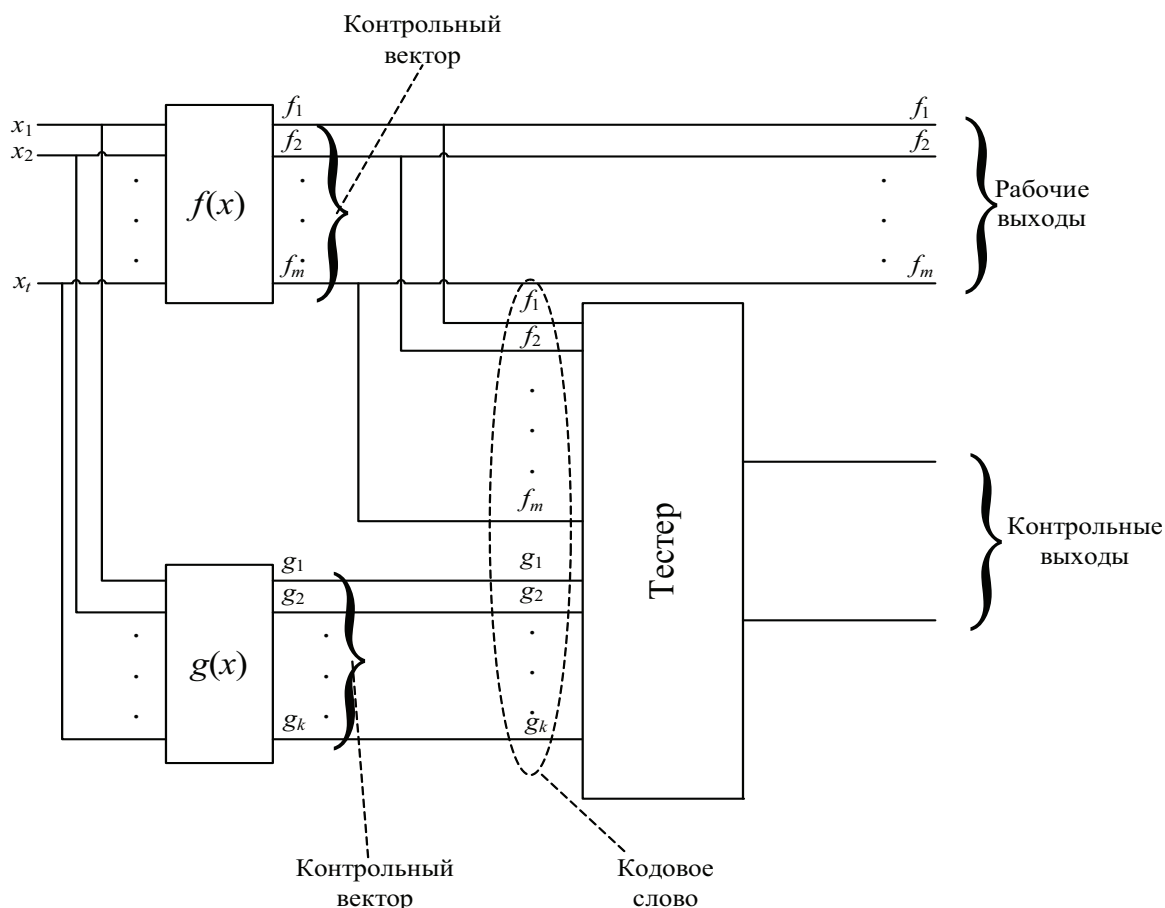 Контрольный
вектор
x1
x2
xt
f(x)
f1
f2
fm
f1
f2
fm
Рабочие
выходы
f1
f2
fm
Тестер
Контрольные
выходы
g(x)
g1
g2
gk
g1
g2
gk
Контрольный
вектор
Кодовое
слово